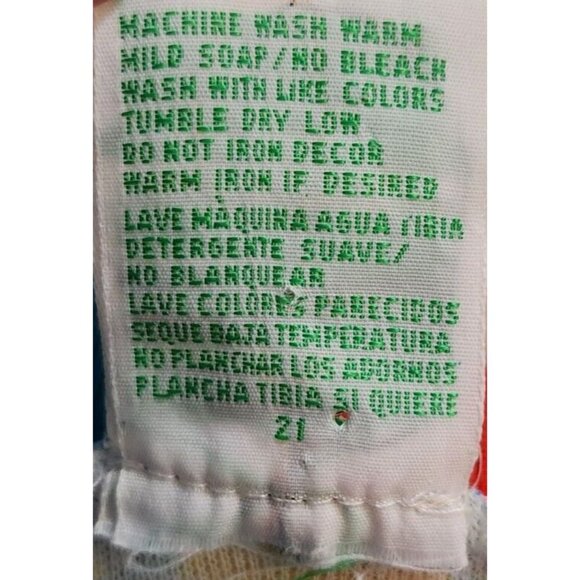 MACHINE WASH WARM
MILD SOAP/NO BLEACH
WASH WITH LIKE COLORS
TUMBLE DRY LOW
DO NOT IRON DECOR
WARM IRON IF DESIRED
LAVE MAQUINA AGUA TIBIA
DETERGENTE SUAVE/
NO BLANQUEAR
LAVE COLORES PARECIDOS
SEQUE BAJA TEMPERATURA
NO PLANCHAR LOS ADORNOS
PLANCHA TIBIA SI QUIERE
21